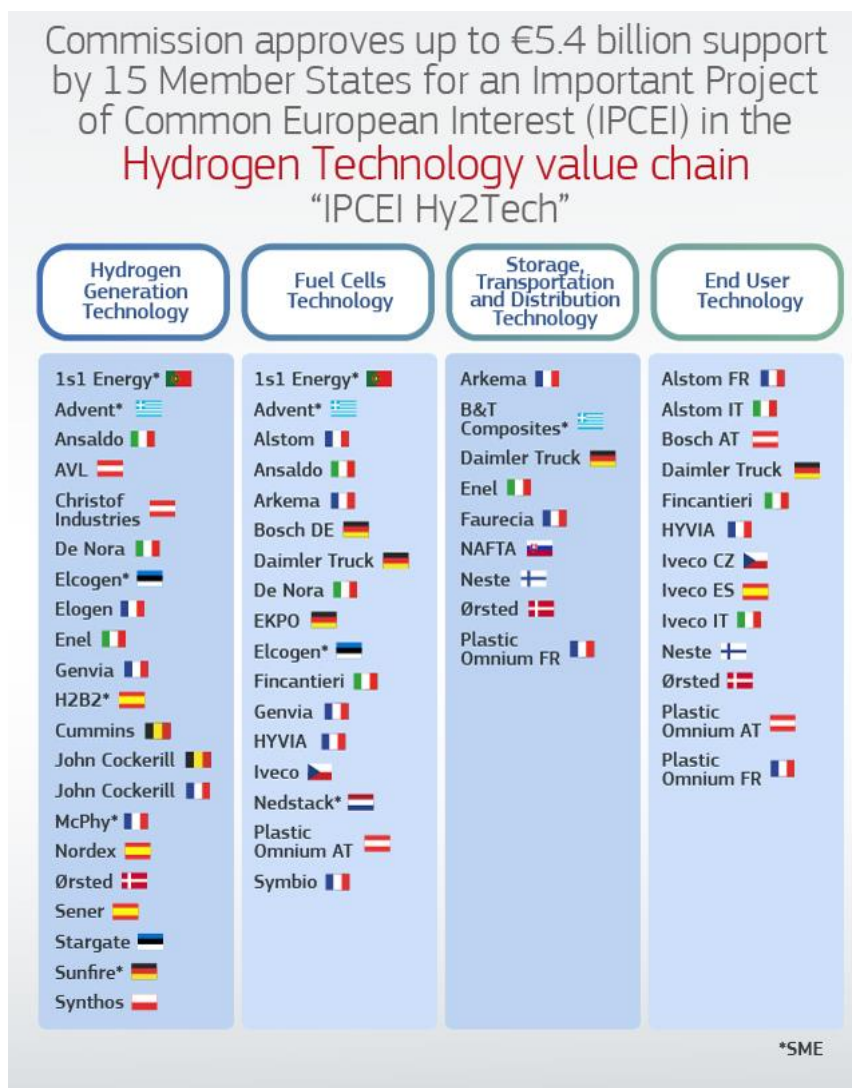 Commission approves up to €5.4 billion support
by 15 Member States for an Important Project
of Common European Interest (IPCEI) in the
Hydrogen Technology value chain
“IPCEI Hy2Tech”
Hydrogen
Generation
Technology
1s1 Energy*
Advent*
Ansaldo
AVL
Christof
Industries
De Nora
Elcogen*
Elogen
Enel
Genvia
H2B2*
Cummins
John Cockerill
John Cockerill
McPhy*
Nordex
Ørsted
Sener
Stargate
Sunfire*
Synthos
Fuel Cells
Technology
1s1 Energy*
Advent*
Alstom
Ansaldo
Arkema
Bosch DE
Daimler Truck
De Nora
EKPO
Elcogen*
Fincantieri
Genvia
HYVIA
Iveco
Nedstack*
Plastic
Omnium AT
Symbio
Storage,
Transportation
and Distribution
Technology
Arkema
B&T
Composites*
Daimler Truck
Enel
Faurecia
NAFTA
Neste
Ørsted
Plastic
Omnium FR
End User
Technology
Alstom FR
Alstom IT
Bosch AT
Daimler Truck
Fincantieri
HYVIA
Iveco CZ
Iveco ES
Iveco IT
Neste
Ørsted
Plastic
Omnium AT
Plastic
Omnium FR
*SME